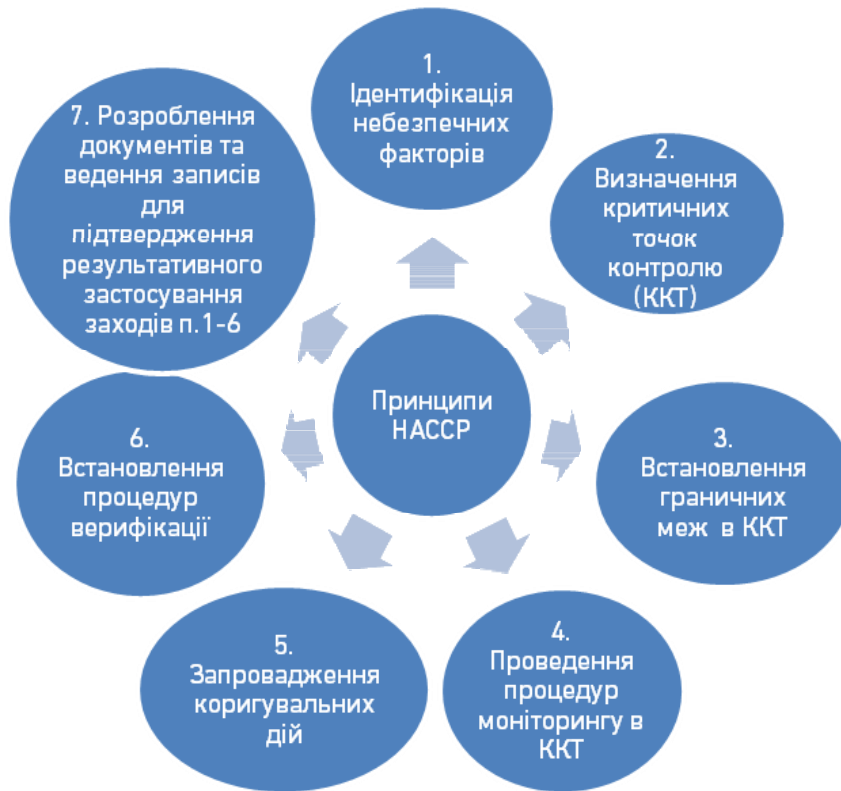 1.
Ідентифікація
небезпечних
факторів
2.
Визначення
критичних
точок
контролю
(ККТ)
3.
Встановлення
граничних
меж в ККТ
4.
Проведення
процедур
моніторингу в
ККТ
5.
Запровадження
коригувальних
дій
6.
Встановлення
процедур
верифікації
7. Розроблення
документів та
ведення записів
для
підтвердження
результативного
застосування
заходів п.1-6
Принципи
НАССР